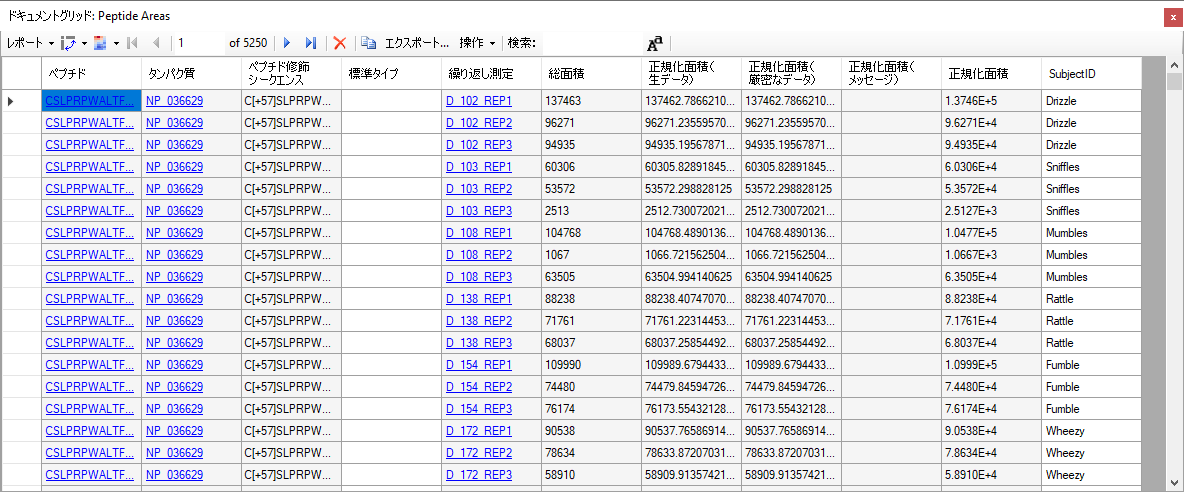 ドキュメントグリッド: Peptide Areas
レポート 1 of 5250 エクスポート... 操作 検索:
ペプチド タンパク質 ペプチド修飾 シークエンス 標準タイプ 繰り返し測定 総面積 正規化面積( 生データ) 正規化面積( 厳密なデータ) 正規化面積( メッセージ) 正規化面積 SubjectID
CSLPRPWALTF... NP_036629 C[+57]SLPRPW... D_102_REP1 137463 137462.7866210... 137462.7866210... 1.3746E+5 Drizzle
CSLPRPWALTF... NP_036629 C[+57]SLPRPW... D_102_REP2 96271 96271.23559570... 96271.23559570... 9.6271E+4 Drizzle
CSLPRPWALTF... NP_036629 C[+57]SLPRPW... D_102_REP3 94935 94935.19567871... 94935.19567871... 9.4935E+4 Drizzle
CSLPRPWALTF... NP_036629 C[+57]SLPRPW... D_103_REP1 60306 60305.82891845... 60305.82891845... 6.0306E+4 Sniffles
CSLPRPWALTF... NP_036629 C[+57]SLPRPW... D_103_REP2 53572 53572.298828125 53572.298828125 5.3572E+4 Sniffles
CSLPRPWALTF... NP_036629 C[+57]SLPRPW... D_103_REP3 2513 2512.730072021... 2512.730072021... 2.5127E+3 Sniffles
CSLPRPWALTF... NP_036629 C[+57]SLPRPW... D_108_REP1 104768 104768.4890136... 104768.4890136... 1.0477E+5 Mumbles
CSLPRPWALTF... NP_036629 C[+57]SLPRPW... D_108_REP2 1067 1066.721562504... 1066.721562504... 1.0667E+3 Mumbles
CSLPRPWALTF... NP_036629 C[+57]SLPRPW... D_108_REP3 63505 63504.994140625 63504.994140625 6.3505E+4 Mumbles
CSLPRPWALTF... NP_036629 C[+57]SLPRPW... D_138_REP1 88238 88238.40747070... 88238.40747070... 8.8238E+4 Rattle
CSLPRPWALTF... NP_036629 C[+57]SLPRPW... D_138_REP2 71761 71761.22314453... 71761.22314453... 7.1761E+4 Rattle
CSLPRPWALTF... NP_036629 C[+57]SLPRPW... D_138_REP3 68037 68037.25854492... 68037.25854492... 6.8037E+4 Rattle
CSLPRPWALTF... NP_036629 C[+57]SLPRPW... D_154_REP1 109990 109989.6794433... 109989.6794433... 1.0999E+5 Fumble
CSLPRPWALTF... NP_036629 C[+57]SLPRPW... D_154_REP2 74480 74479.84594726... 74479.84594726... 7.4480E+4 Fumble
CSLPRPWALTF... NP_036629 C[+57]SLPRPW... D_154_REP3 76174 76173.55432128... 76173.55432128... 7.6174E+4 Fumble
CSLPRPWALTF... NP_036629 C[+57]SLPRPW... D_172_REP1 90538 90537.76586914... 90537.76586914... 9.0538E+4 Wheezy
CSLPRPWALTF... NP_036629 C[+57]SLPRPW... D_172_REP2 78634 78633.87207031... 78633.87207031... 7.8634E+4 Wheezy
CSLPRPWALTF... NP_036629 C[+57]SLPRPW... D_172_REP3 58910 58909.91357421... 58909.91357421... 5.8910E+4 Wheezy